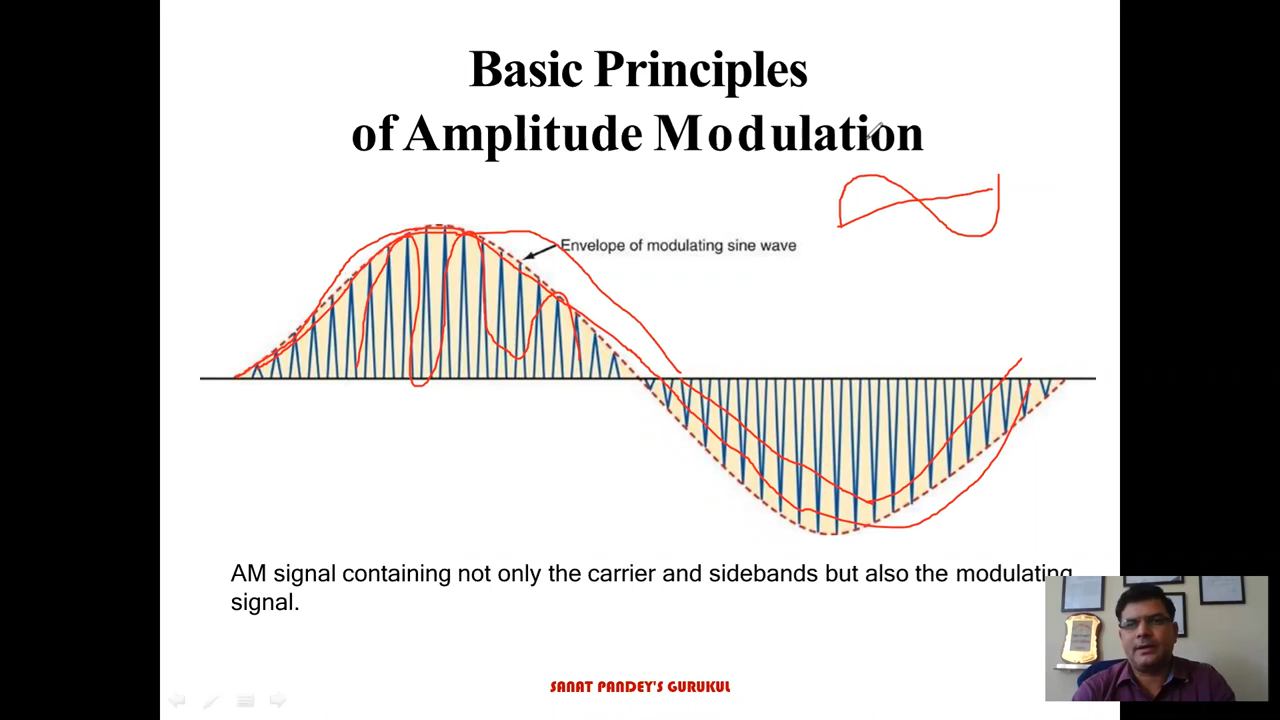 Basic Principles
of Amplitude Modulation
Envelope of modulating sine wave
AM signal containing not only the carrier and sidebands but also the modulating
signal.
SANAT PANDEY'S GURUKUL